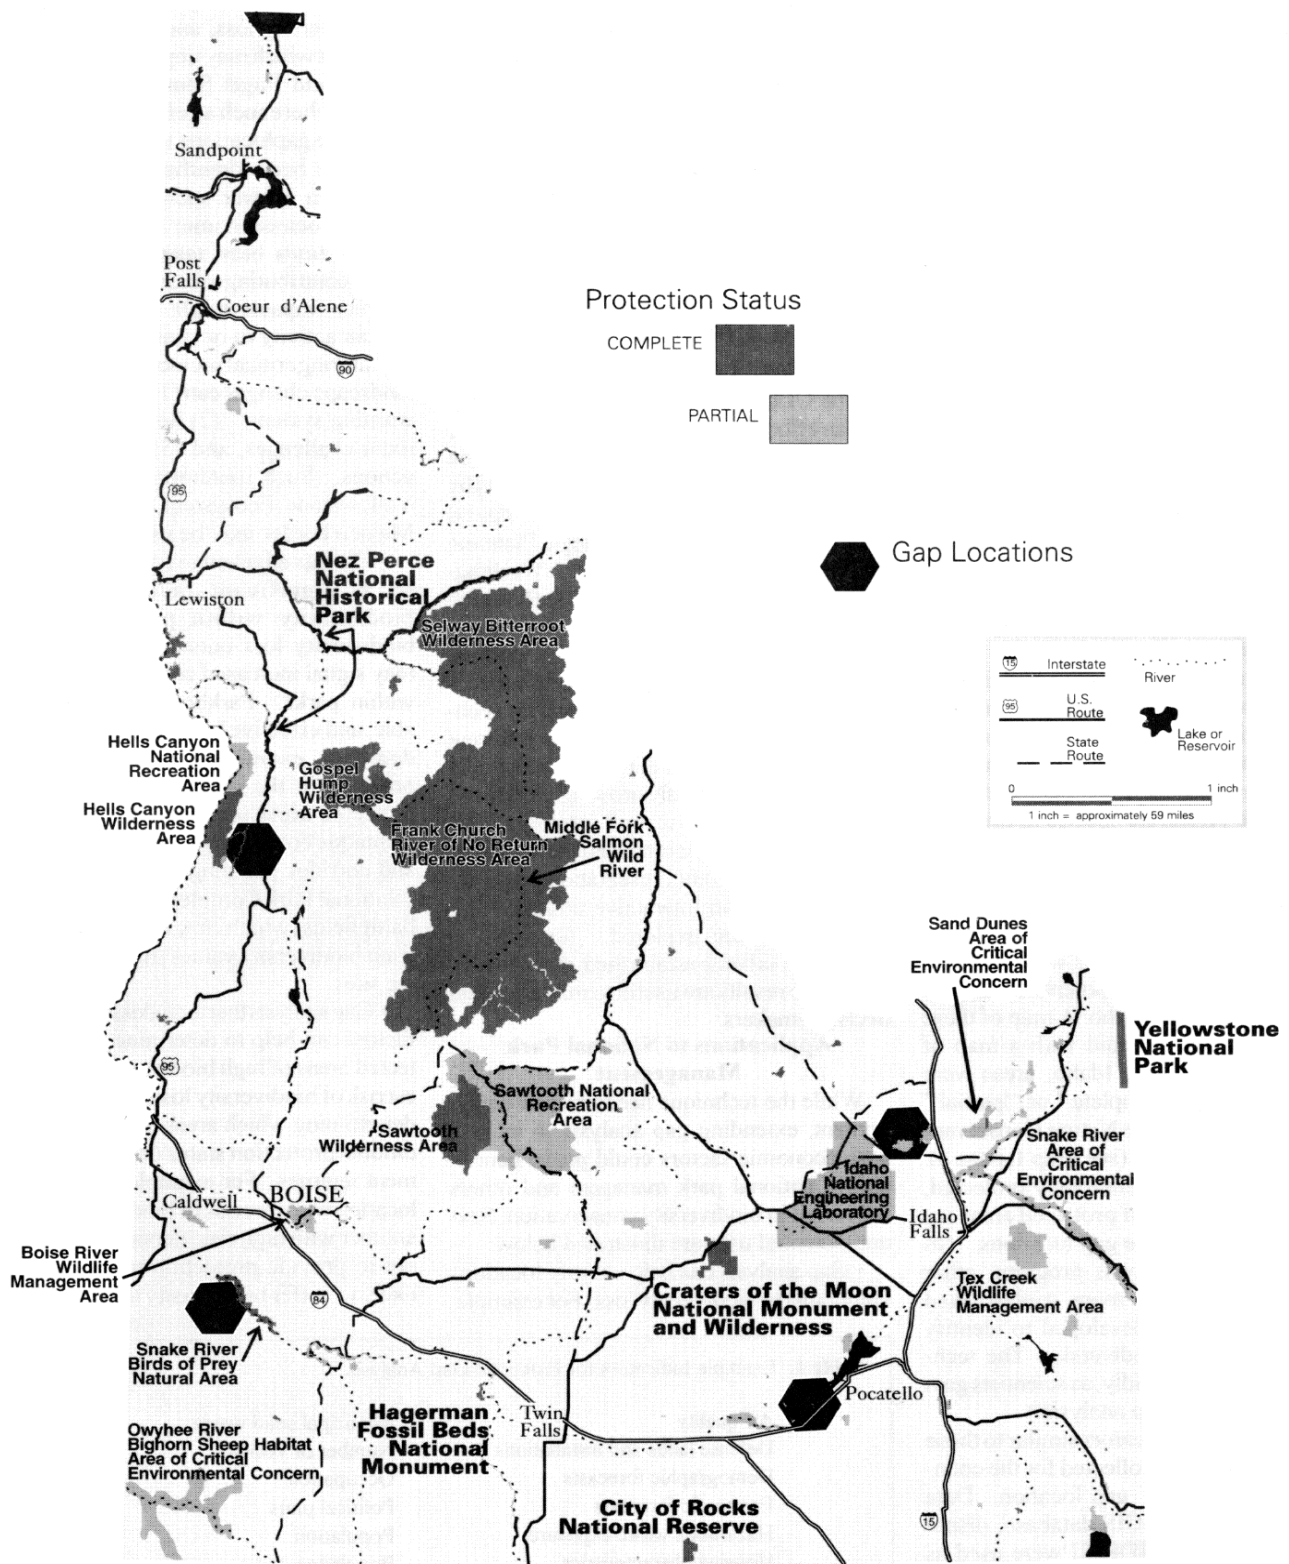 Sandpoint
Post
Falls
Coeur d'Alene
90
Protection Status
COMPLETE
PARTIAL
95
Gap Locations
Nez Perce
National
Historical
Park
Lewiston
Selway Bitterroot
Wilderness Area
15
Interstate
River
95
U.S.
Route
Lake or
Reservoir
State
Route
0
1 inch
1 inch = approximately 59 miles
Hells Canyon
National
Recreation
Area
Gospel
Hump
Wilderness
Area
Hells Canyon
Wilderness
Area
Frank Church
River of No Return
Wilderness Area
Middle Fork
Salmon
Wild
River
Sand Dunes
Area of
Critical
Environmental
Concern
Yellowstone
National
Park
95
Sawtooth National
Recreation
Area
Sawtooth
Wilderness Area
Snake River
Area of
Critical
Environmental
Concern
Idaho
National
Engineering
Laboratory
Caldwell
BOISE
Idaho
Falls
Boise River
Wildlife
Management
Area
84
Craters of the Moon
National Monument
and Wilderness
Tex Creek
Wildlife
Management Area
Snake River
Birds of Prey
Natural Area
Pocatello
Hagerman
Fossil Beds
National
Monument
Twin
Falls
Owyhee River
Bighorn Sheep Habitat
Area of Critical
Environmental Concern
City of Rocks
National Reserve
15